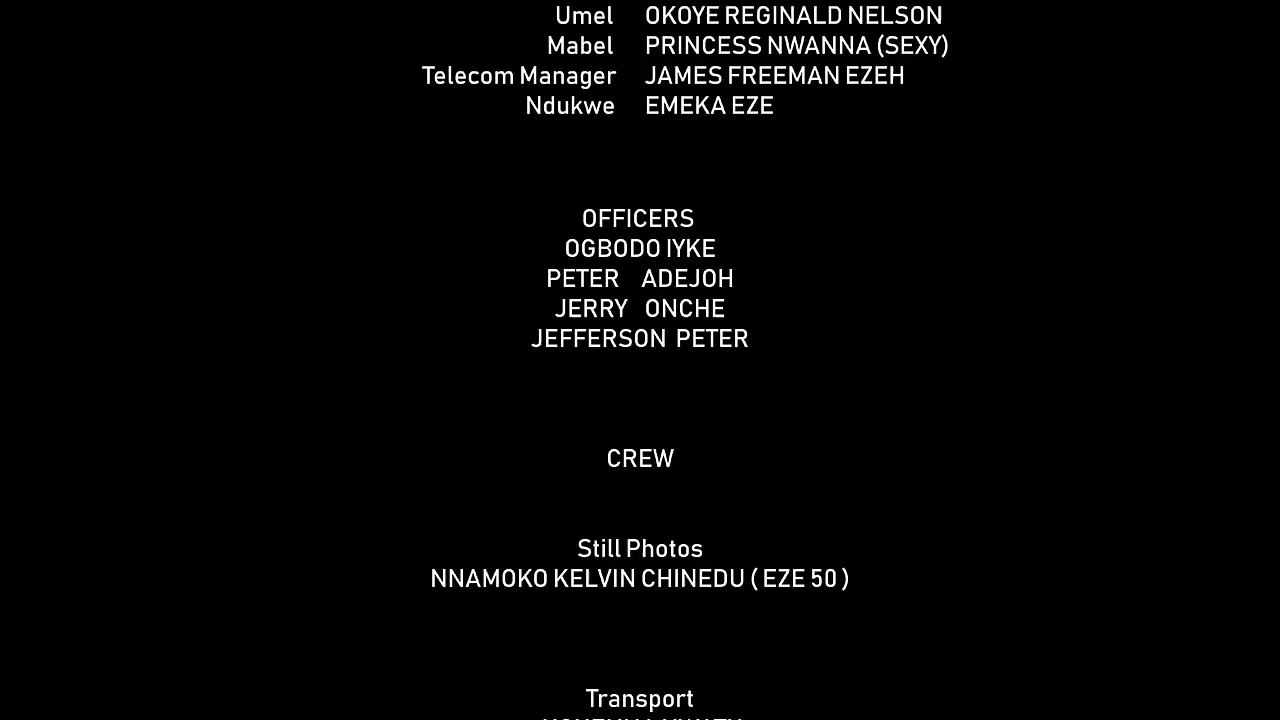 Umel OKOYE REGINALD NELSON
Mabel PRINCESS NWANNA (SEXY)
Telecom Manager JAMES FREEMAN EZEH
Ndukwe EMEKA EZE
OFFICERS
OGBODO IYKE
PETER ADEJOH
JERRY ONCHE
JEFFERSON PETER
CREW
Still Photos
NNAMOKO KELVIN CHINEDU ( EZE 50 )
Transport